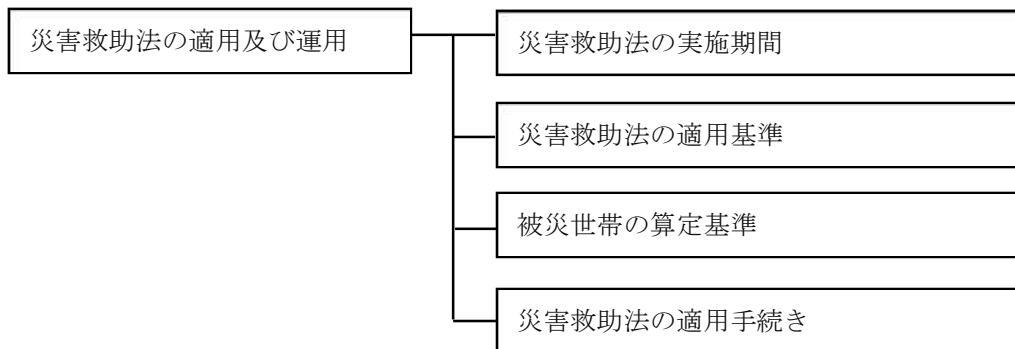 災害救助法の適用及び運用
災害救助法の実施期間
災害救助法の適用基準
被災世帯の算定基準
災害救助法の適用手続き